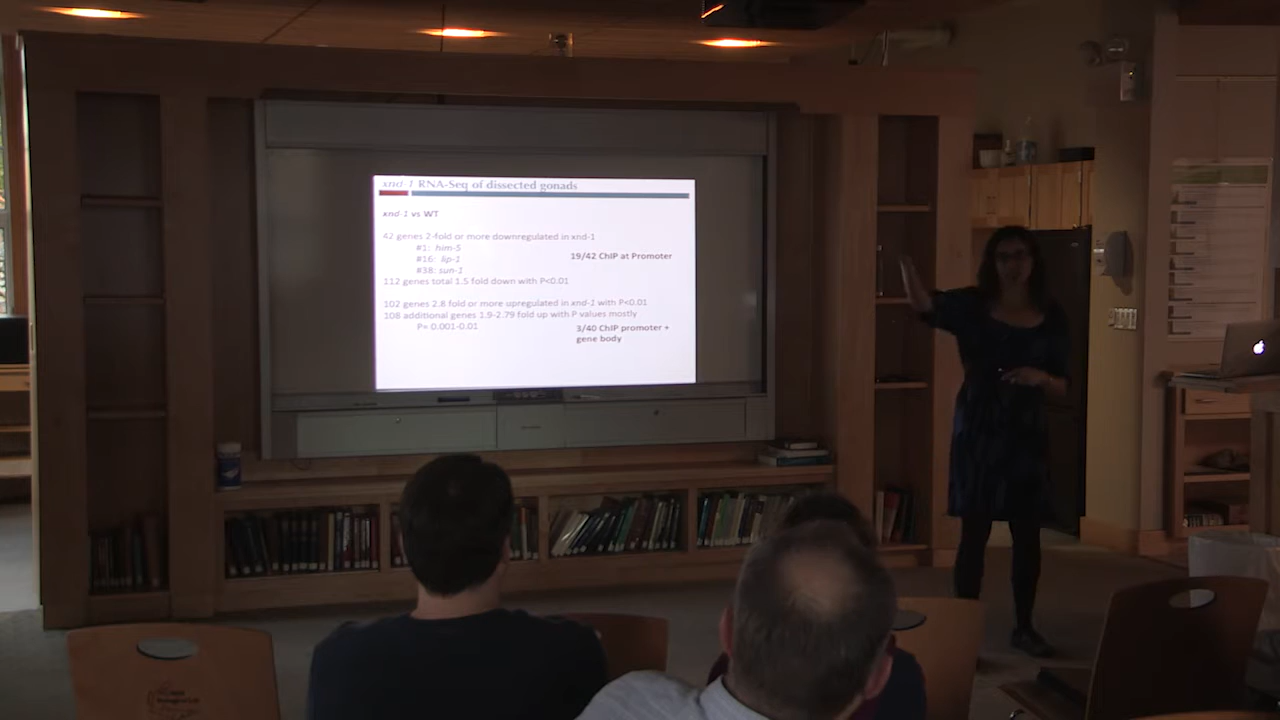 xnd-1 RNA-Seq of dissected gonads
xnd-1 vs WT
42 genes 2-fold or more downregulated in xnd-1
#1: him-5
#16: lip-1
#38: sun-1
19/42 ChIP at Promoter
112 genes total 1.5 fold down with P<0.01
102 genes 2.8 fold or more upregulated in xnd-1 with P<0.01
108 additional genes 1.9-2.79 fold up with P values mostly
P= 0.001-0.01
3/40 ChIP promoter +
gene body